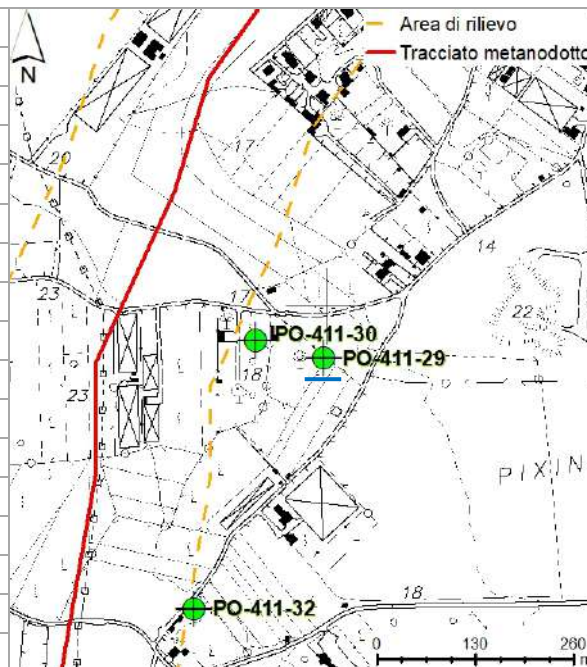 Area di rilievo
Tracciato metanodotto
N
17
20
14
23
17
22
PO-411-30
PO-411-29
18
23
PIXIN
18
PO-411-32
0 130 260
m